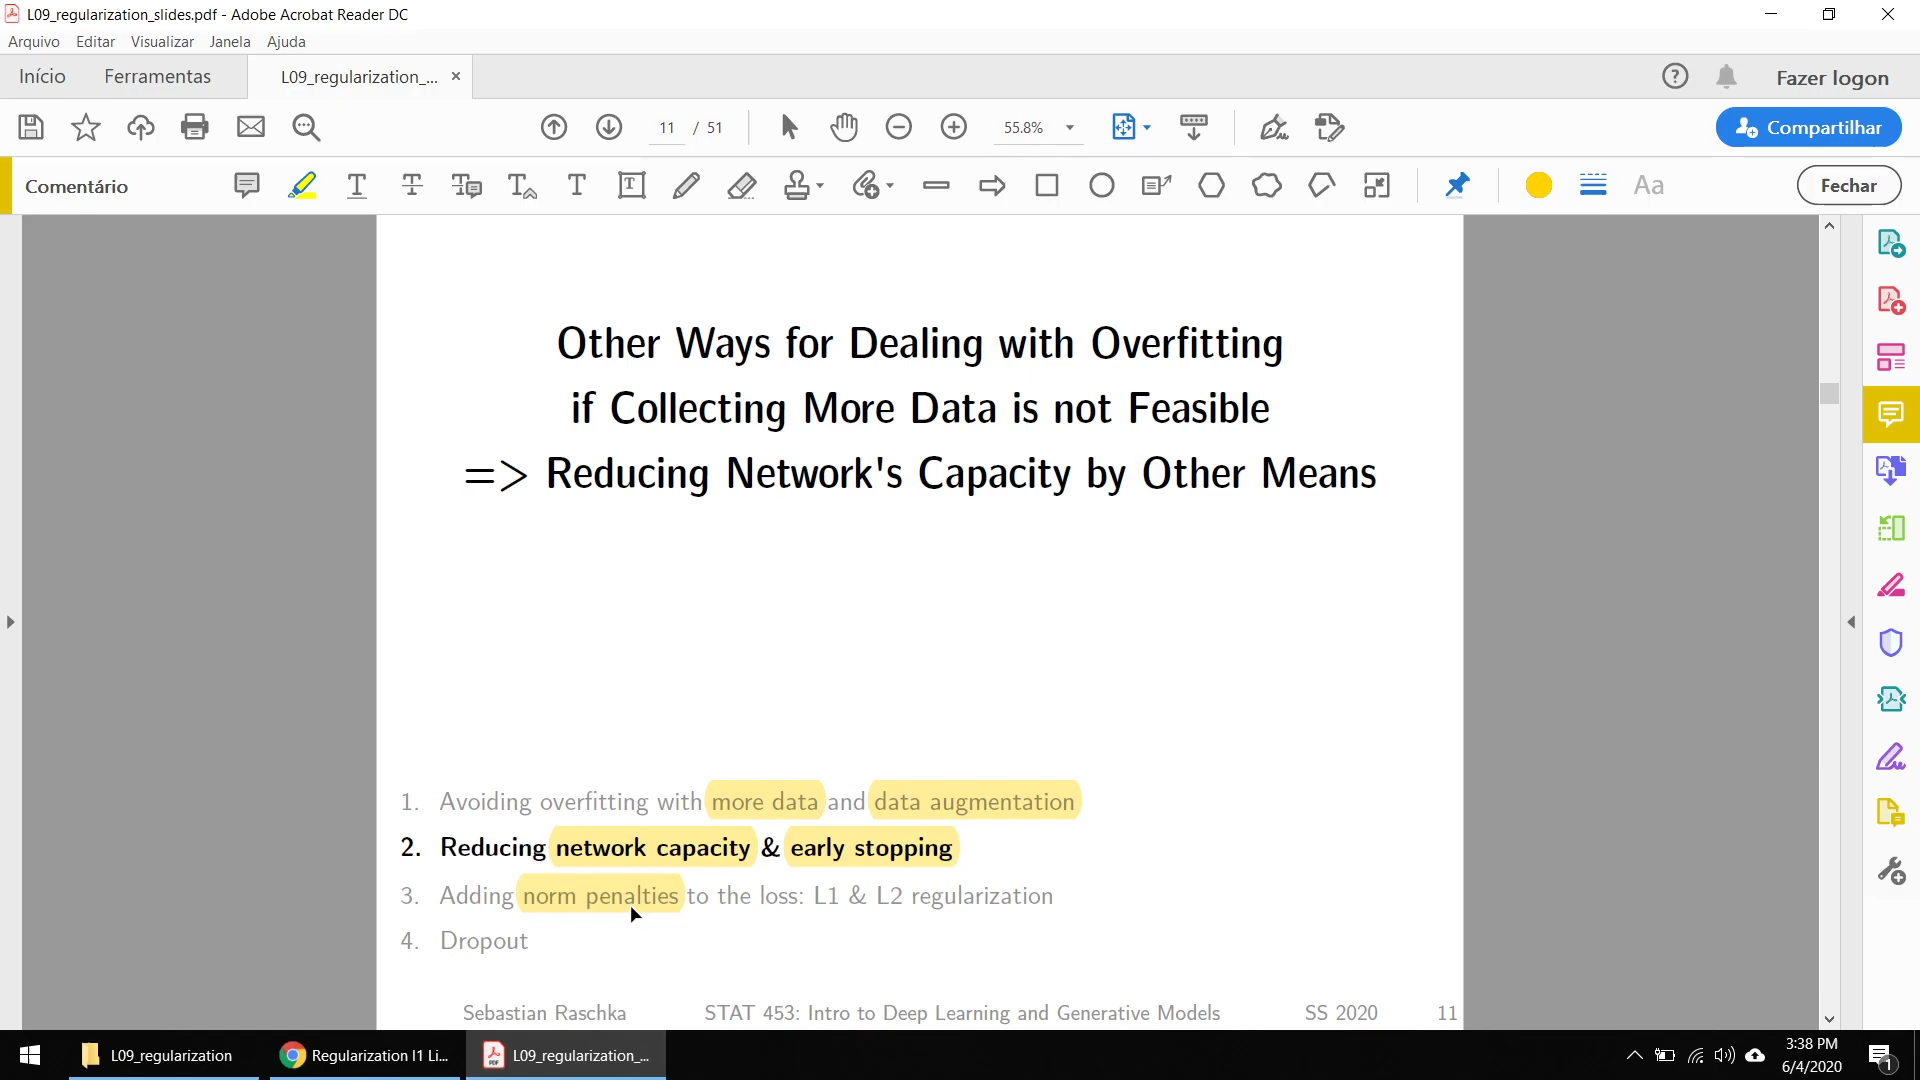 L09_regularization_slides.pdf - Adobe Acrobat Reader DC
Arquivo Editar Visualizar Janela Ajuda
Início Ferramentas L09_regularization_... × Fazer logon
11 / 51 55.8% Compartilhar
Comentário Aa Fechar
Other Ways for Dealing with Overfitting
if Collecting More Data is not Feasible
=> Reducing Network's Capacity by Other Means
1. Avoiding overfitting with more data and data augmentation
2. Reducing network capacity & early stopping
3. Adding norm penalties to the loss: L1 & L2 regularization
4. Dropout
Sebastian Raschka STAT 453: Intro to Deep Learning and Generative Models SS 2020 11
L09_regularization Regularization l1 Li... L09_regularization_... 3:38 PM
6/4/2020 1